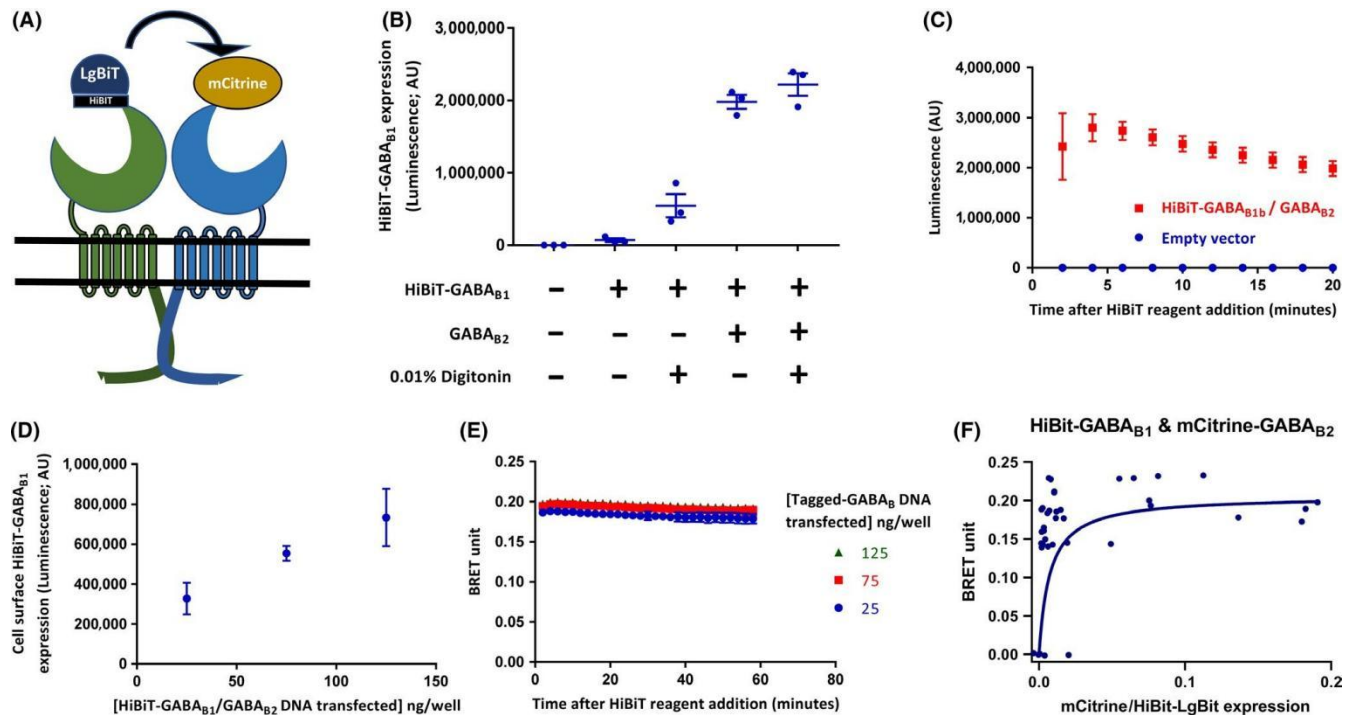 (A)
LgBiT
HiBiT
mCitrine
(B)
HiBiT-GABAB1 expression
(Luminescence; AU)
3,000,000
2,000,000
1,000,000
0
HiBiT-GABAB1 − + + + +
GABAB2 − − − + +
0.01% Digitonin − − + − +
(C)
Luminescence (AU)
4,000,000
3,000,000
2,000,000
1,000,000
0
HiBiT-GABAB1b / GABAB2
Empty vector
0 5 10 15 20
Time after HiBiT reagent addition (minutes)
(D)
Cell surface HiBiT-GABAB1
expression (Luminescence; AU)
1,000,000
800,000
600,000
400,000
200,000
0
0 50 100 150
[HiBiT-GABAB1/GABAB2 DNA transfected] ng/well
(E)
BRET unit
0.25
0.20
0.15
0.10
0.05
0.00
0 20 40 60 80
Time after HiBiT reagent addition (minutes)
[Tagged-GABAB DNA
transfected] ng/well
125
75
25
(F)
HiBit-GABAB1 & mCitrine-GABAB2
BRET unit
0.25
0.20
0.15
0.10
0.05
0.00
0.0 0.1 0.2
mCitrine/HiBit-LgBit expression